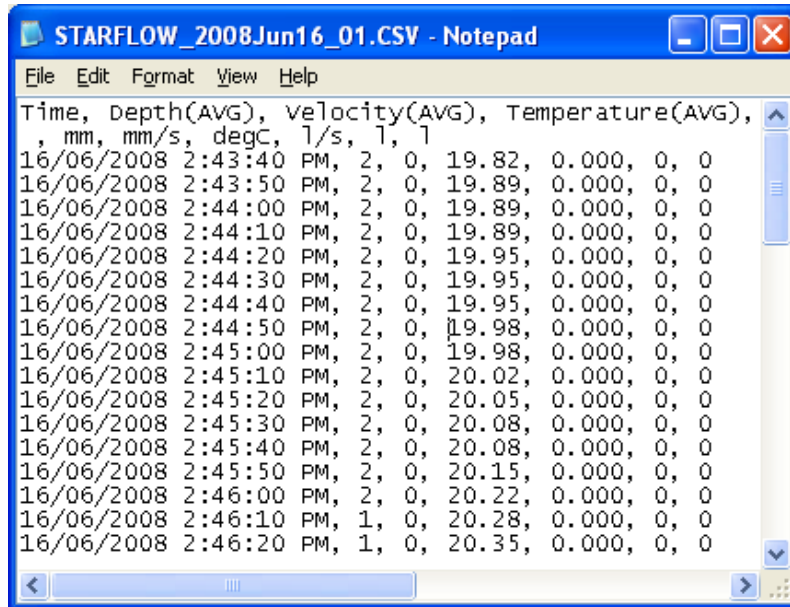 STARFLOW_2008Jun16_01.CSV - Notepad
File Edit Format View Help
Time, Depth(AVG), Velocity(AVG), Temperature(AVG),
, mm, mm/s, degC, l/s, l, l
16/06/2008 2:43:40 PM, 2, 0, 19.82, 0.000, 0, 0
16/06/2008 2:43:50 PM, 2, 0, 19.89, 0.000, 0, 0
16/06/2008 2:44:00 PM, 2, 0, 19.89, 0.000, 0, 0
16/06/2008 2:44:10 PM, 2, 0, 19.89, 0.000, 0, 0
16/06/2008 2:44:20 PM, 2, 0, 19.95, 0.000, 0, 0
16/06/2008 2:44:30 PM, 2, 0, 19.95, 0.000, 0, 0
16/06/2008 2:44:40 PM, 2, 0, 19.95, 0.000, 0, 0
16/06/2008 2:44:50 PM, 2, 0, 19.98, 0.000, 0, 0
16/06/2008 2:45:00 PM, 2, 0, 19.98, 0.000, 0, 0
16/06/2008 2:45:10 PM, 2, 0, 20.02, 0.000, 0, 0
16/06/2008 2:45:20 PM, 2, 0, 20.05, 0.000, 0, 0
16/06/2008 2:45:30 PM, 2, 0, 20.08, 0.000, 0, 0
16/06/2008 2:45:40 PM, 2, 0, 20.08, 0.000, 0, 0
16/06/2008 2:45:50 PM, 2, 0, 20.15, 0.000, 0, 0
16/06/2008 2:46:00 PM, 2, 0, 20.22, 0.000, 0, 0
16/06/2008 2:46:10 PM, 1, 0, 20.28, 0.000, 0, 0
16/06/2008 2:46:20 PM, 1, 0, 20.35, 0.000, 0, 0